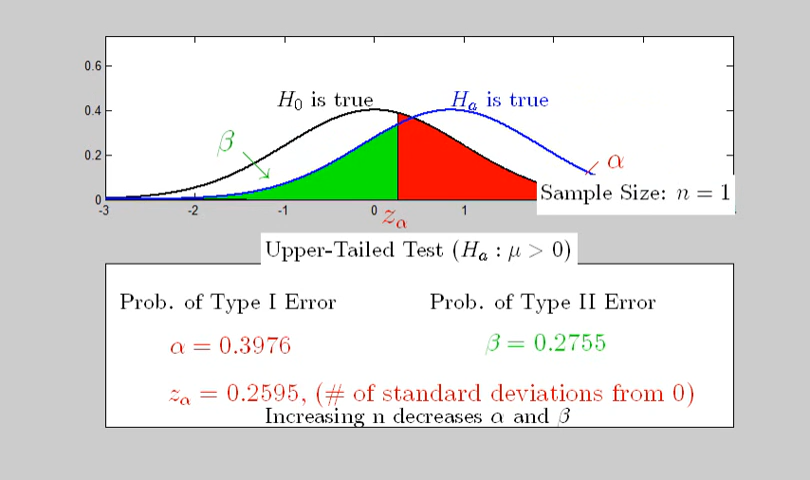 0.6
H₀ is true
Hₐ is true
0.4
β
0.2
α
0
Sample Size: n = 1
-3 -2 -1 0 1
zα
Upper-Tailed Test (Hₐ : μ > 0)
Prob. of Type I Error Prob. of Type II Error
α = 0.3976 β = 0.2755
zα = 0.2595, (# of standard deviations from 0)
Increasing n decreases α and β